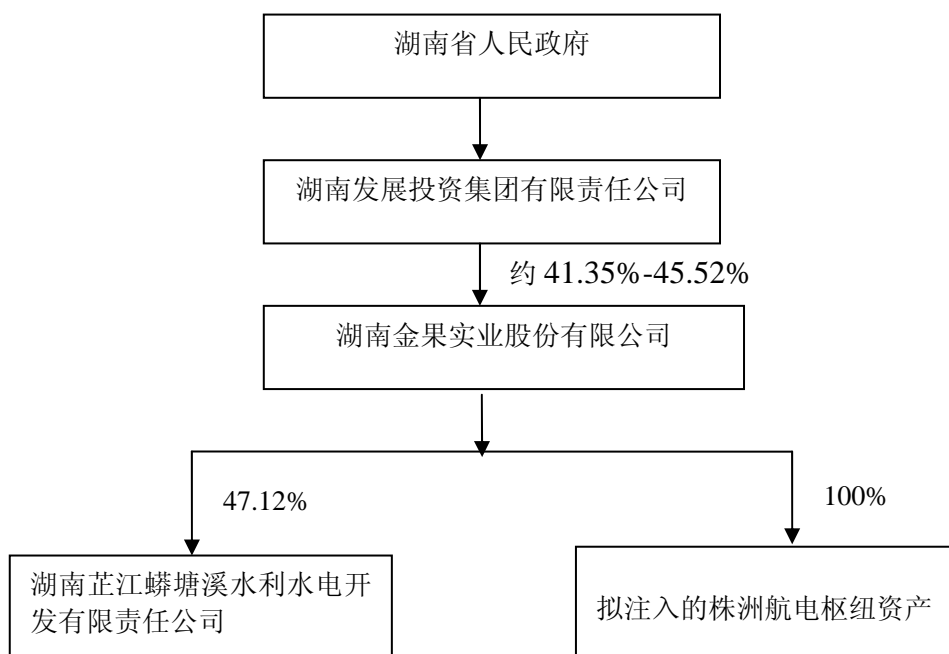 湖南省人民政府
湖南发展投资集团有限责任公司
约 41.35%-45.52%
湖南金果实业股份有限公司
47.12%
100%
湖南芷江蟒塘溪水利水电开
发有限责任公司
拟注入的株洲航电枢纽资产